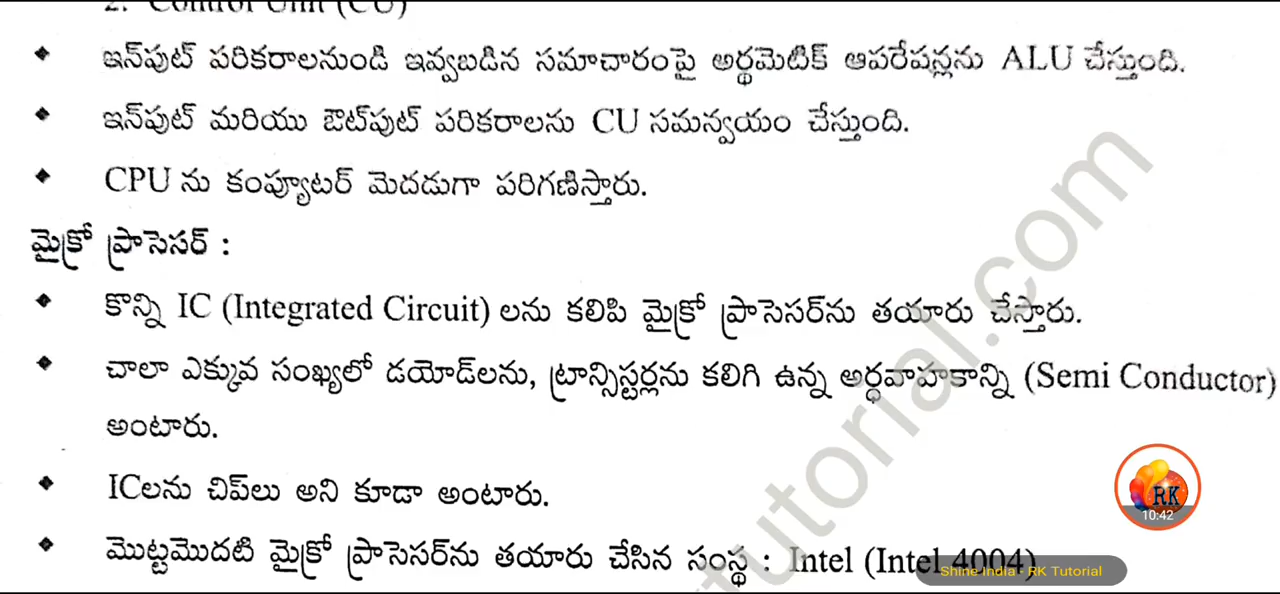 2. Control Unit (CU)
❖ ఇన్‌పుట్ పరికరాలనుండి ఇవ్వబడిన సమాచారంపై అర్థమెటిక్ ఆపరేషన్లను ALU చేస్తుంది.
❖ ఇన్‌పుట్ మరియు ఔట్‌పుట్ పరికరాలను CU సమన్వయం చేస్తుంది.
❖ CPU ను కంప్యూటర్ మెదడుగా పరిగణిస్తారు.
మైక్రో ప్రాసెసర్ :
❖ కొన్ని IC (Integrated Circuit) లను కలిపి మైక్రో ప్రాసెసర్‌ను తయారు చేస్తారు.
❖ చాలా ఎక్కువ సంఖ్యలో డయోడ్‌లను, ట్రాన్సిస్టర్లను కలిగి ఉన్న అర్ధవాహకాన్ని (Semi Conductor)
అంటారు.
❖ ICలను చిప్‌లు అని కూడా అంటారు.
❖ మొట్టమొదటి మైక్రో ప్రాసెసర్‌ను తయారు చేసిన సంస్థ : Intel (Intel 4004)
tutorial.com
RK
10:42
Shine India - RK Tutorial